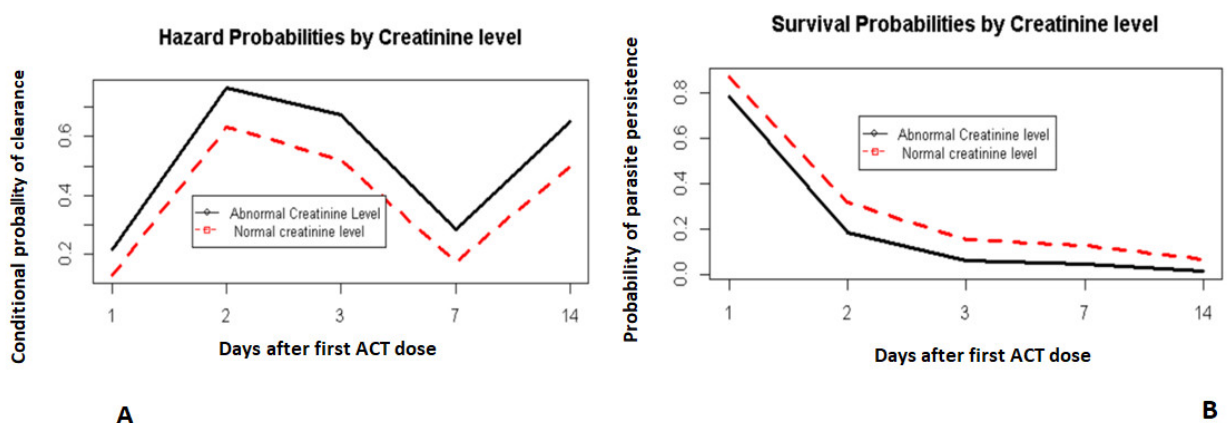 Hazard Probabilities by Creatinine level
Conditional proballity of clearance
0.6
0.4
0.2
Abnormal Creatinine Level
Normal creatinine level
1 2 3 7 14
Days after first ACT dose
A
Survival Probabilities by Creatinine level
Probability of parasite persistence
0.8
0.6
0.4
0.2
0.0
Abnormal Creatinine level
Normal creatinine level
1 2 3 7 14
Days after first ACT dose
B